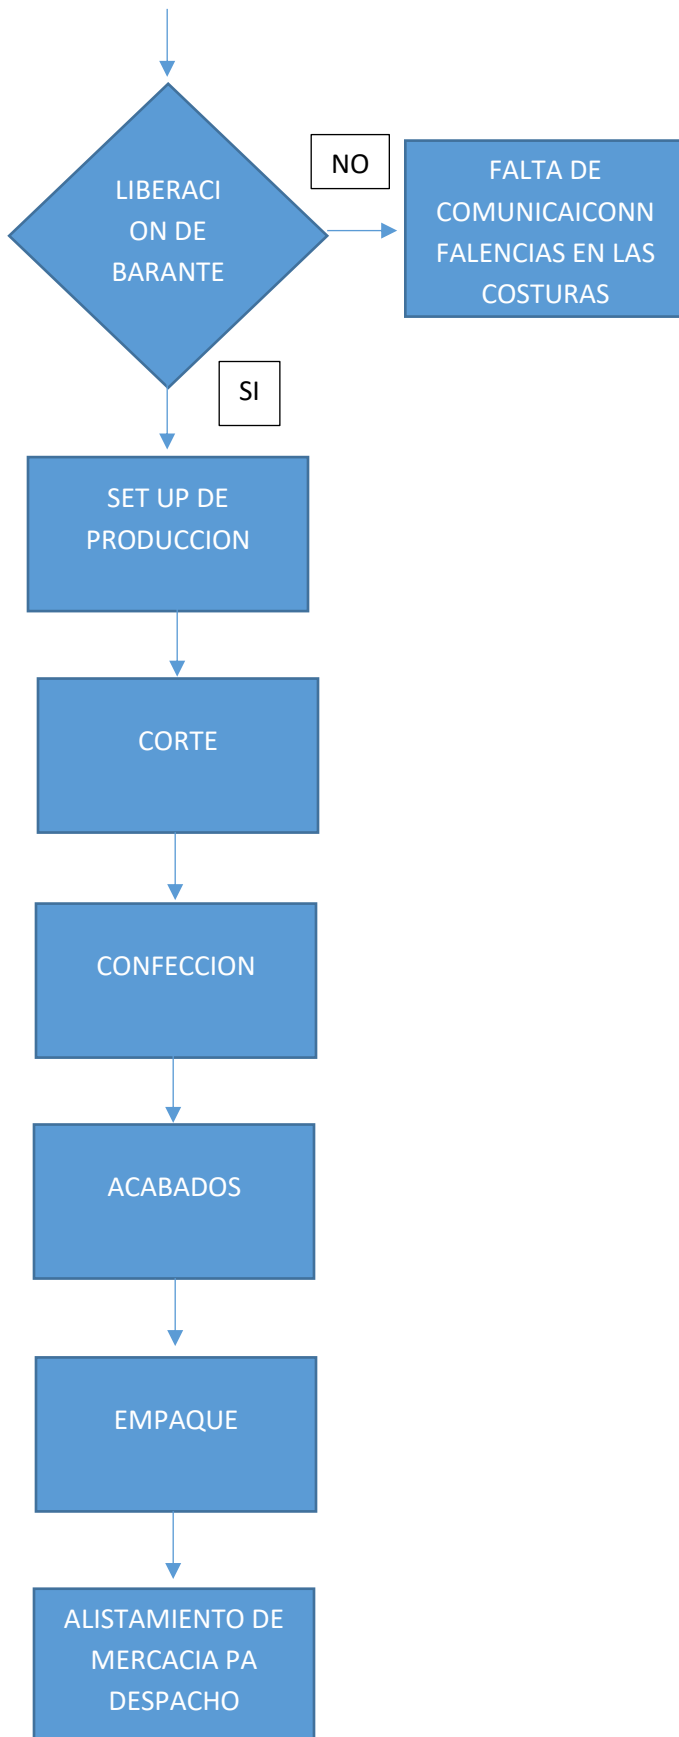 LIBERACI
ON DE
BARANTE
NO
FALTA DE
COMUNICAICONN
FALENCIAS EN LAS
COSTURAS
SI
SET UP DE
PRODUCCION
CORTE
CONFECCION
ACABADOS
EMPAQUE
ALISTAMIENTO DE
MERCACIA PA
DESPACHO